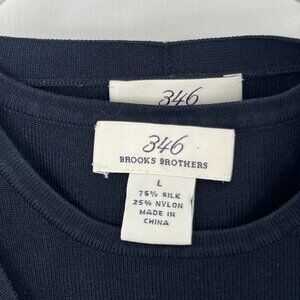 346
346
BROOKS BROTHERS
L
75% SILK
25% NYLON
MADE IN
CHINA